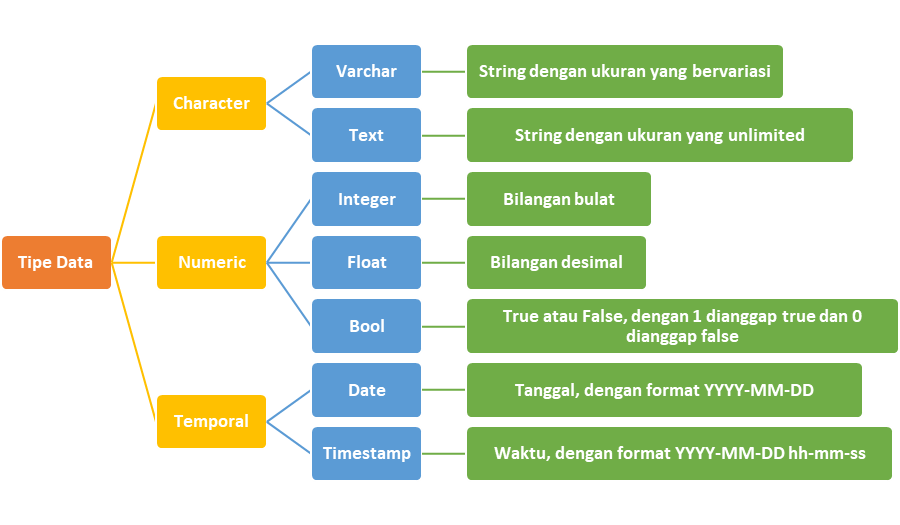 Tipe Data
Character
Varchar
String dengan ukuran yang bervariasi
Text
String dengan ukuran yang unlimited
Numeric
Integer
Bilangan bulat
Float
Bilangan desimal
Bool
True atau False, dengan 1 dianggap true dan 0
dianggap false
Temporal
Date
Tanggal, dengan format YYYY-MM-DD
Timestamp
Waktu, dengan format YYYY-MM-DD hh-mm-ss